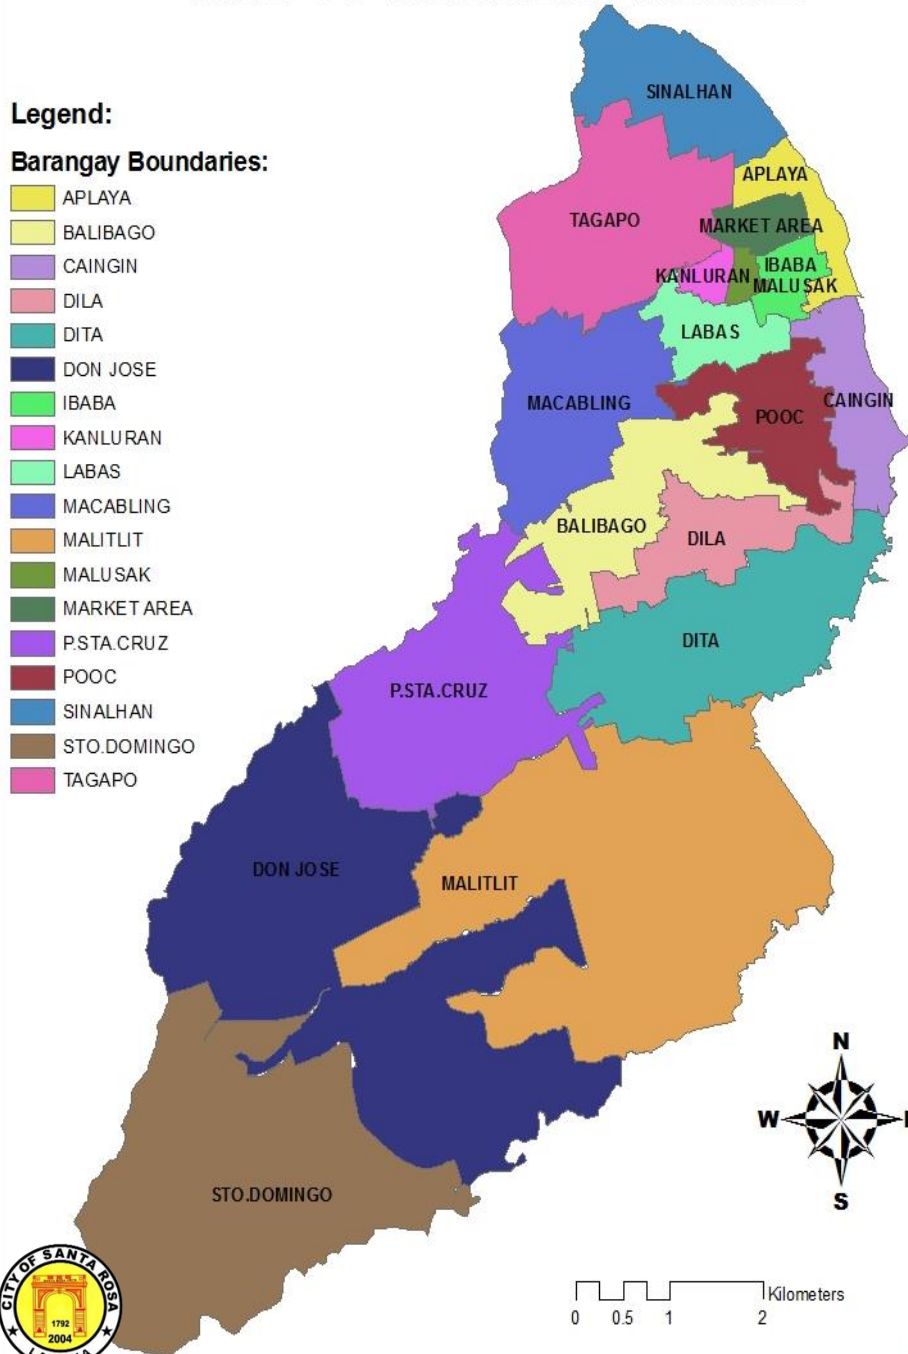 Legend:
Barangay Boundaries:
APLAYA
BALIBAGO
CAINGIN
DILA
DITA
DON JOSE
IBABA
KANLURAN
LABAS
MACABLING
MALITLIT
MALUSAK
MARKET AREA
P.STA.CRUZ
POOC
SINALHAN
STO.DOMINGO
TAGAPO
SINALHAN
APLAYA
TAGAPO
MARKET AREA
IBABA
KANLURAN
MALUSAK
LABAS
MACABLING
CAINGIN
POOC
BALIBAGO
DILA
DITA
P.STA.CRUZ
DON JOSE
MALITLIT
STO.DOMINGO
N
W
S
Kilometers
0 0.5 1 2
CITY OF SANTA ROSA
1792
2004